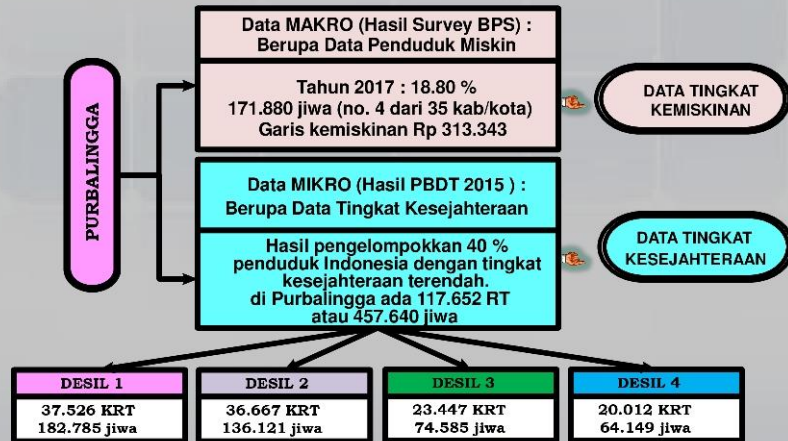 PURBALINGGA
Data MAKRO (Hasil Survey BPS) :
Berupa Data Penduduk Miskin
Tahun 2017 : 18.80 %
171.880 jiwa (no. 4 dari 35 kab/kota)
Garis kemiskinan Rp 313.343
DATA TINGKAT
KEMISKINAN
Data MIKRO (Hasil PBDT 2015 ) :
Berupa Data Tingkat Kesejahteraan
Hasil pengelompokkan 40 %
penduduk Indonesia dengan tingkat
kesejahteraan terendah.
di Purbalingga ada 117.652 RT
atau 457.640 jiwa
DATA TINGKAT
KESEJAHTERAAN
DESIL 1
37.526 KRT
182.785 jiwa
DESIL 2
36.667 KRT
136.121 jiwa
DESIL 3
23.447 KRT
74.585 jiwa
DESIL 4
20.012 KRT
64.149 jiwa